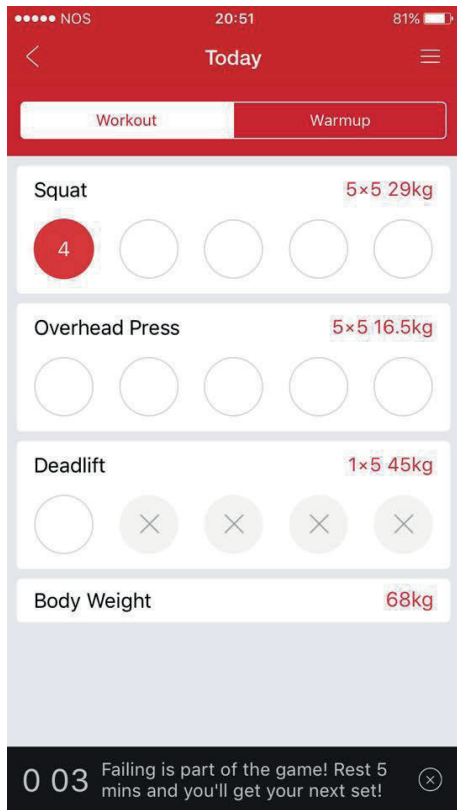 NOS 20:51 81%
Today
Workout Warmup
Squat 5×5 29kg
4
Overhead Press 5×5 16.5kg
Deadlift 1×5 45kg
Body Weight 68kg
0 03 Failing is part of the game! Rest 5
mins and you'll get your next set!